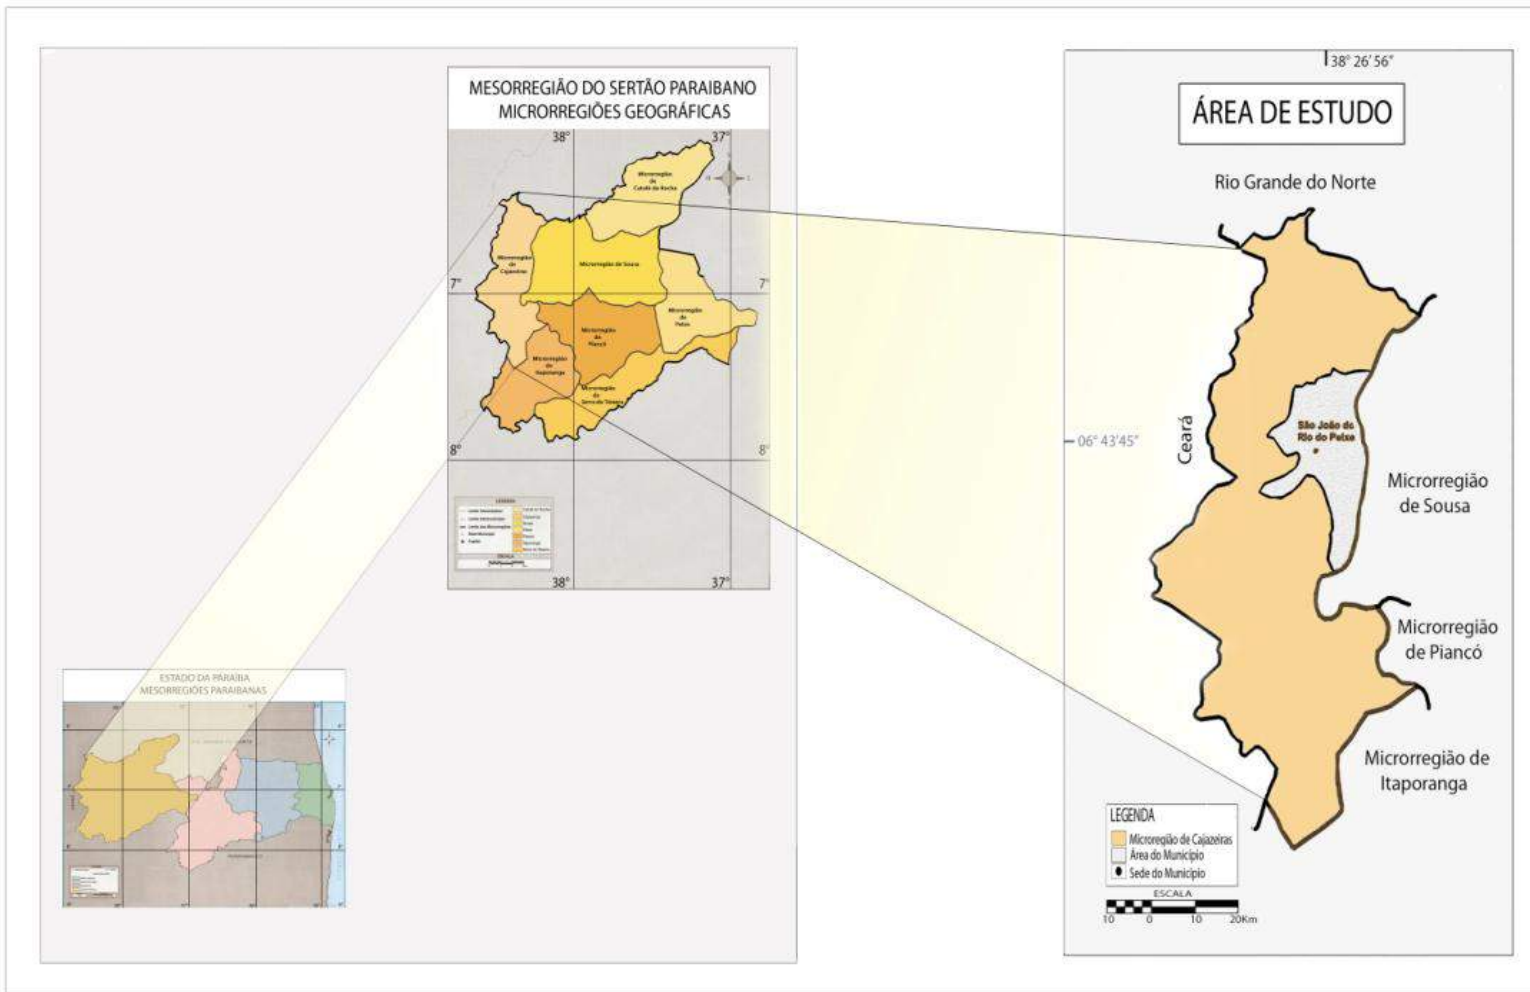 MESORREGIÃO DO SERTÃO PARAIBANO
MICRORREGIÕES GEOGRÁFICAS
38°
37°
Microrregião
de
Catolé do Rocha
Microrregião
de
Cajazeiras
Microrregião de Sousa
7°
7°
Microrregião
de
Patos
Microrregião
de
Piancó
Microrregião
de
Itaporanga
Microrregião
de
Serra do Teixeira
8°
8°
LEGENDA
ESCALA
38°
37°
ESTADO DA PARAÍBA
MESORREGIÕES PARAIBANAS
38° 26' 56"
ÁREA DE ESTUDO
Rio Grande do Norte
Ceará
São João do
Rio do Peixe
06° 43'45"
Microrregião
de Sousa
Microrregião
de Piancó
Microrregião de
Itaporanga
LEGENDA
Microregião de Cajazeiras
Área do Município
Sede do Município
ESCALA
10 0 10 20Km